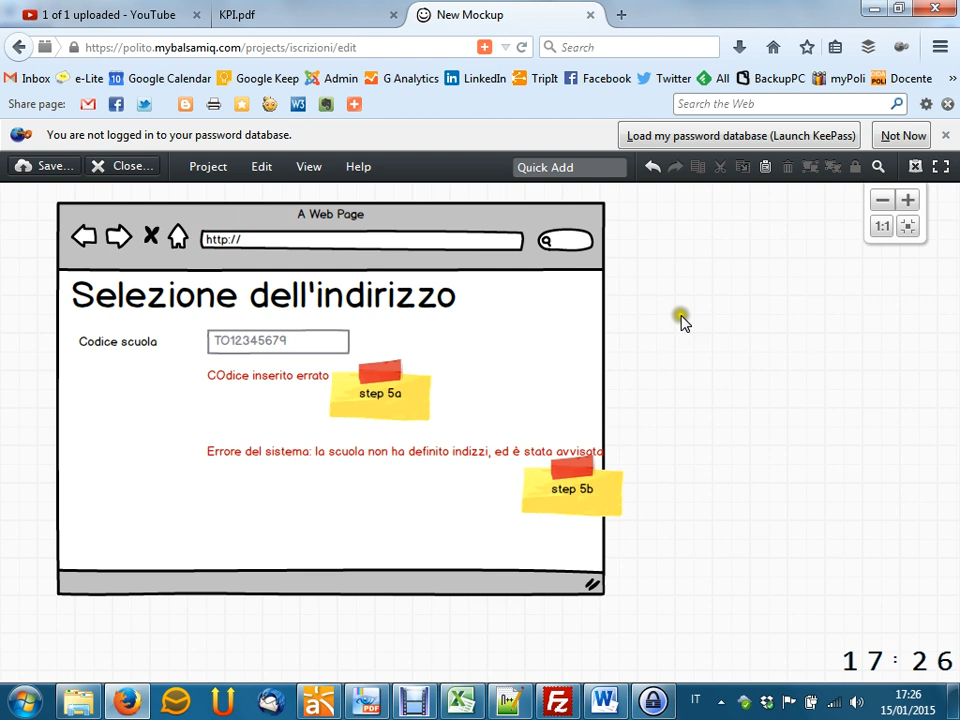 1 of 1 uploaded - YouTube
KPI.pdf
New Mockup
https://polito.mybalsamiq.com/projects/iscrizioni/edit
Search
Inbox e-Lite Google Calendar Google Keep Admin G Analytics LinkedIn TripIt Facebook Twitter All BackupPC myPoli Docente
Share page:
Search the Web
You are not logged in to your password database.
Load my password database (Launch KeePass)
Not Now
Save... Close... Project Edit View Help Quick Add
1:1
A Web Page
http://
Selezione dell'indirizzo
Codice scuola
TO12345679
COdice inserito errato
step 5a
Errore del sistema: la scuola non ha definito indizzi, ed è stata avvisata
step 5b
17:26
IT
17:26
15/01/2015